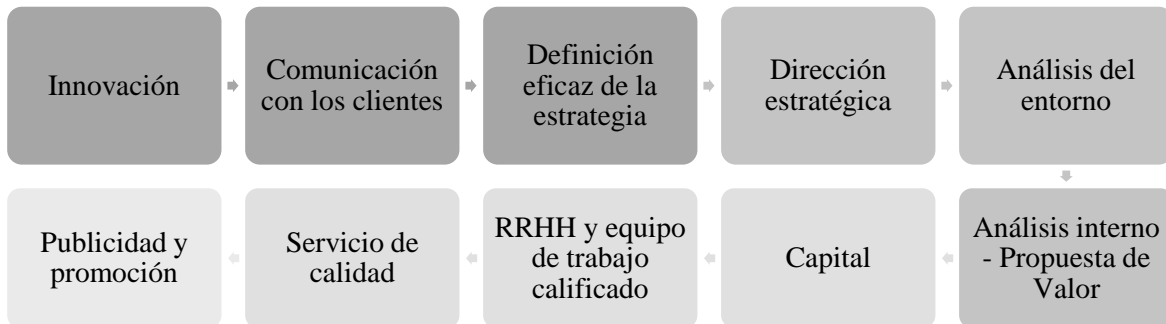 Innovación
Comunicación
con los clientes
Definición
eficaz de la
estrategia
Dirección
estratégica
Análisis del
entorno
Análisis interno
- Propuesta de
Valor
Capital
RRHH y equipo
de trabajo
calificado
Servicio de
calidad
Publicidad y
promoción